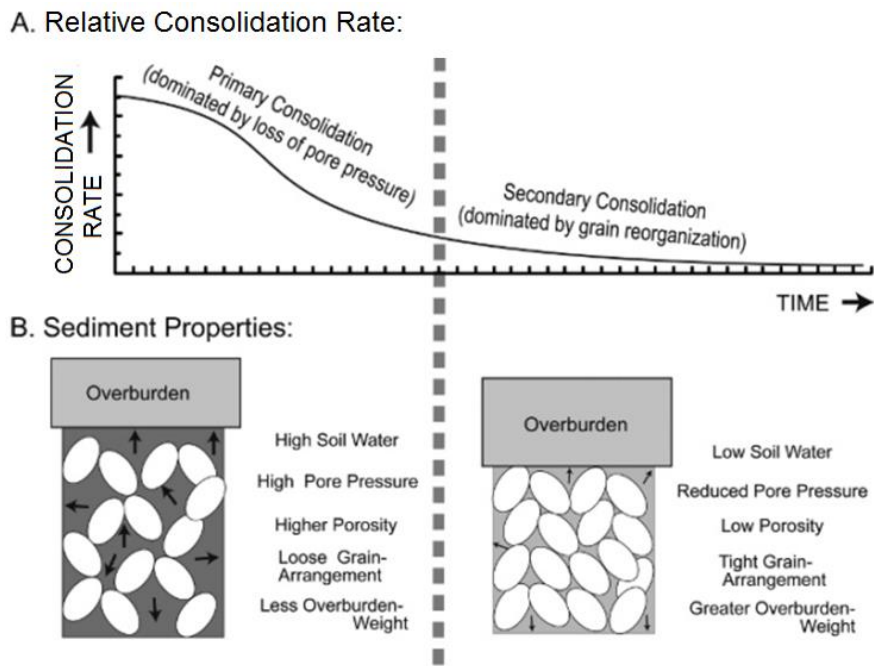 A. Relative Consolidation Rate:
CONSOLIDATION
RATE
Primary Consolidation
(dominated by loss of pore pressure)
Secondary Consolidation
(dominated by grain reorganization)
TIME
B. Sediment Properties:
Overburden
High Soil Water
High Pore Pressure
Higher Porosity
Loose Grain-
Arrangement
Less Overburden-
Weight
Overburden
Low Soil Water
Reduced Pore Pressure
Low Porosity
Tight Grain-
Arrangement
Greater Overburden-
Weight